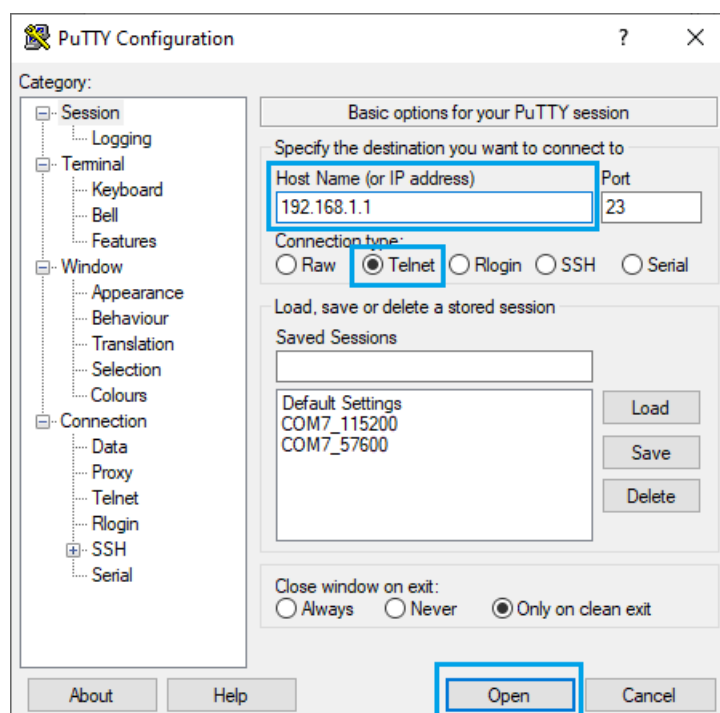 PuTTY Configuration
?
Category:
Session
Logging
Terminal
Keyboard
Bell
Features
Window
Appearance
Behaviour
Translation
Selection
Colours
Connection
Data
Proxy
Telnet
Rlogin
SSH
Serial
Basic options for your PuTTY session
Specify the destination you want to connect to
Host Name (or IP address) Port
192.168.1.1 23
Connection type:
Raw Telnet Rlogin SSH Serial
Load, save or delete a stored session
Saved Sessions
Default Settings
COM7_115200
COM7_57600
Load
Save
Delete
Close window on exit:
Always Never Only on clean exit
About Help Open Cancel